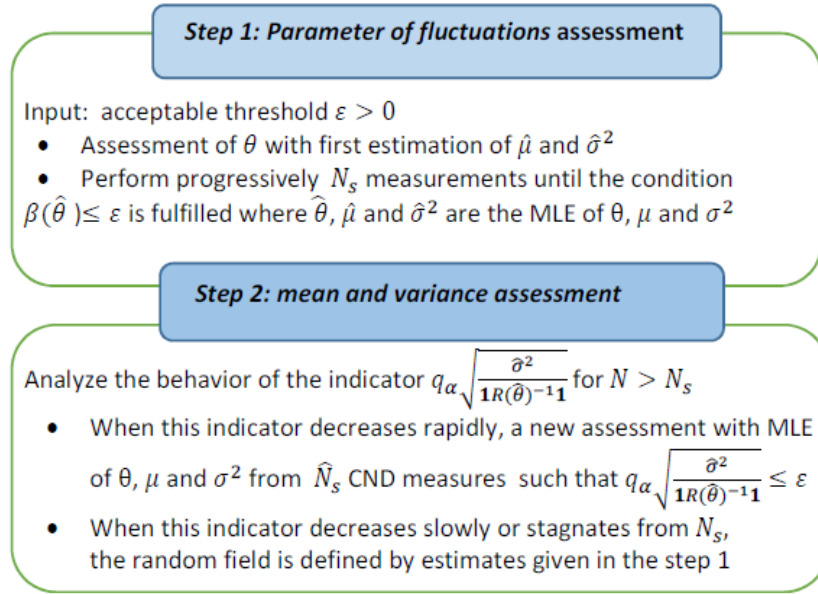 Step 1: Parameter of fluctuations assessment
Input: acceptable threshold ε > 0
• Assessment of θ with first estimation of μ̂ and σ̂²
• Perform progressively Nₛ measurements until the condition
β(θ̂ )≤ ε is fulfilled where θ̂, μ̂ and σ̂² are the MLE of θ, μ and σ²
Step 2: mean and variance assessment
Analyze the behavior of the indicator q_α √(σ̂² / 1R(θ̂)⁻¹1) for N > Nₛ
• When this indicator decreases rapidly, a new assessment with MLE
of θ, μ and σ² from N̂ₛ CND measures such that q_α √(σ̂² / 1R(θ̂)⁻¹1) ≤ ε
• When this indicator decreases slowly or stagnates from Nₛ,
the random field is defined by estimates given in the step 1